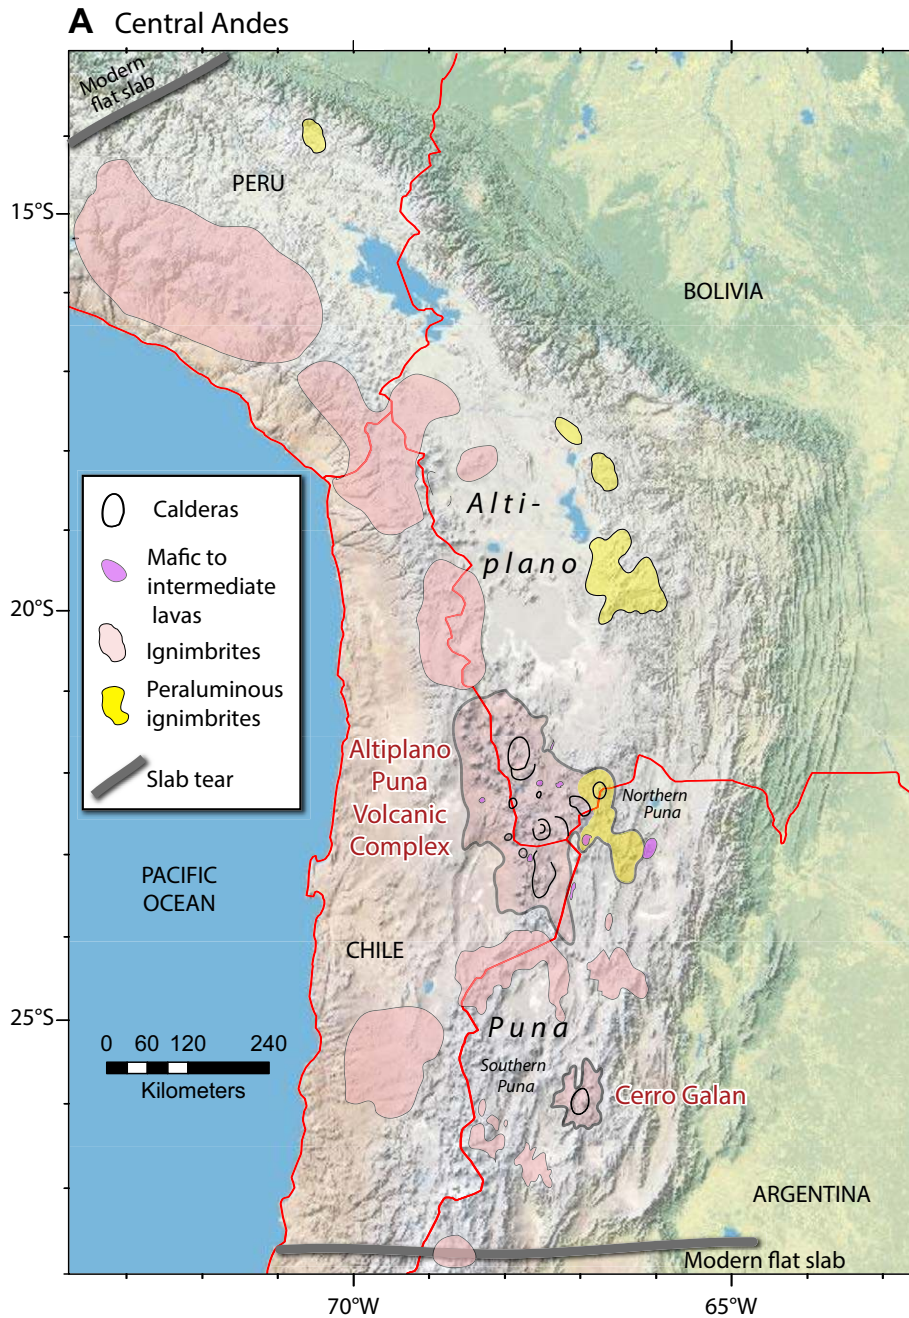 A Central Andes
Modern
flat slab
PERU
15°S
BOLIVIA
Calderas
Mafic to
intermediate
lavas
Ignimbrites
Peraluminous
ignimbrites
Slab tear
Alti-
plano
20°S
Altiplano
Puna
Volcanic
Complex
Northern
Puna
PACIFIC
OCEAN
CHILE
25°S
Puna
0 60 120 240
Kilometers
Southern
Puna
Cerro Galan
ARGENTINA
Modern flat slab
70°W
65°W